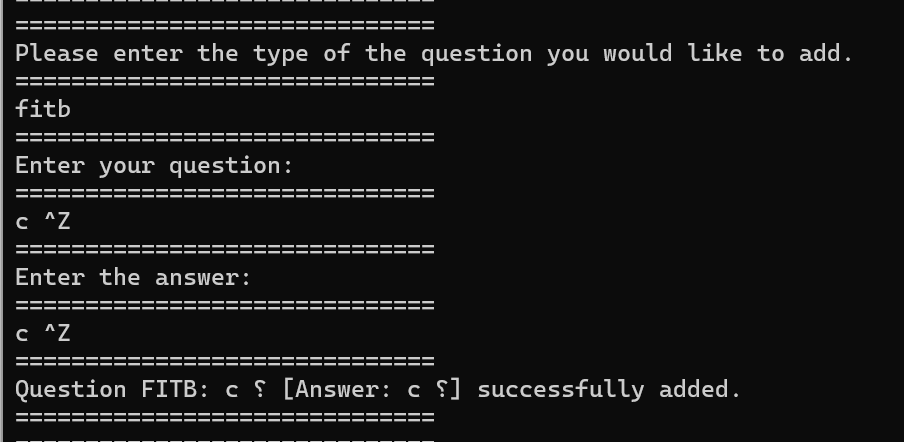 ==============================
==============================
Please enter the type of the question you would like to add.
==============================
fitb
==============================
Enter your question:
==============================
c ^Z
==============================
Enter the answer:
==============================
c ^Z
==============================
Question FITB: c ␦ [Answer: c ␦] successfully added.
==============================
==============================